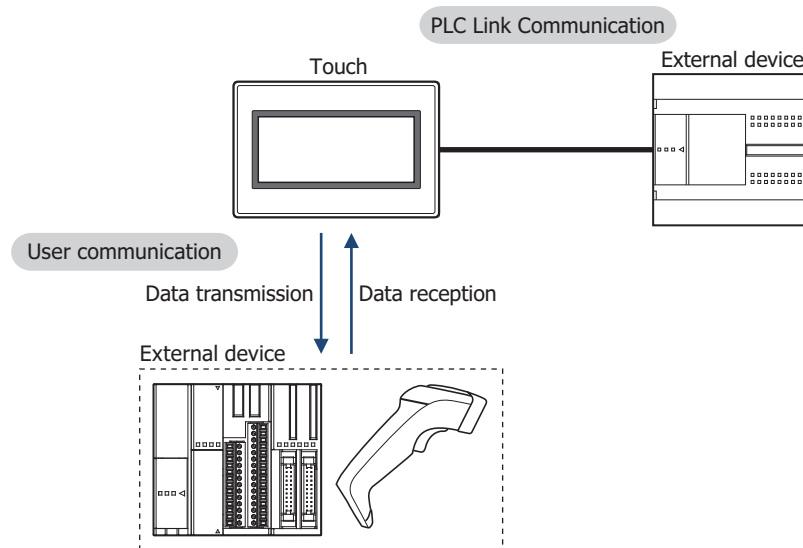 PLC Link Communication
Touch
External device
User communication
Data transmission
Data reception
External device